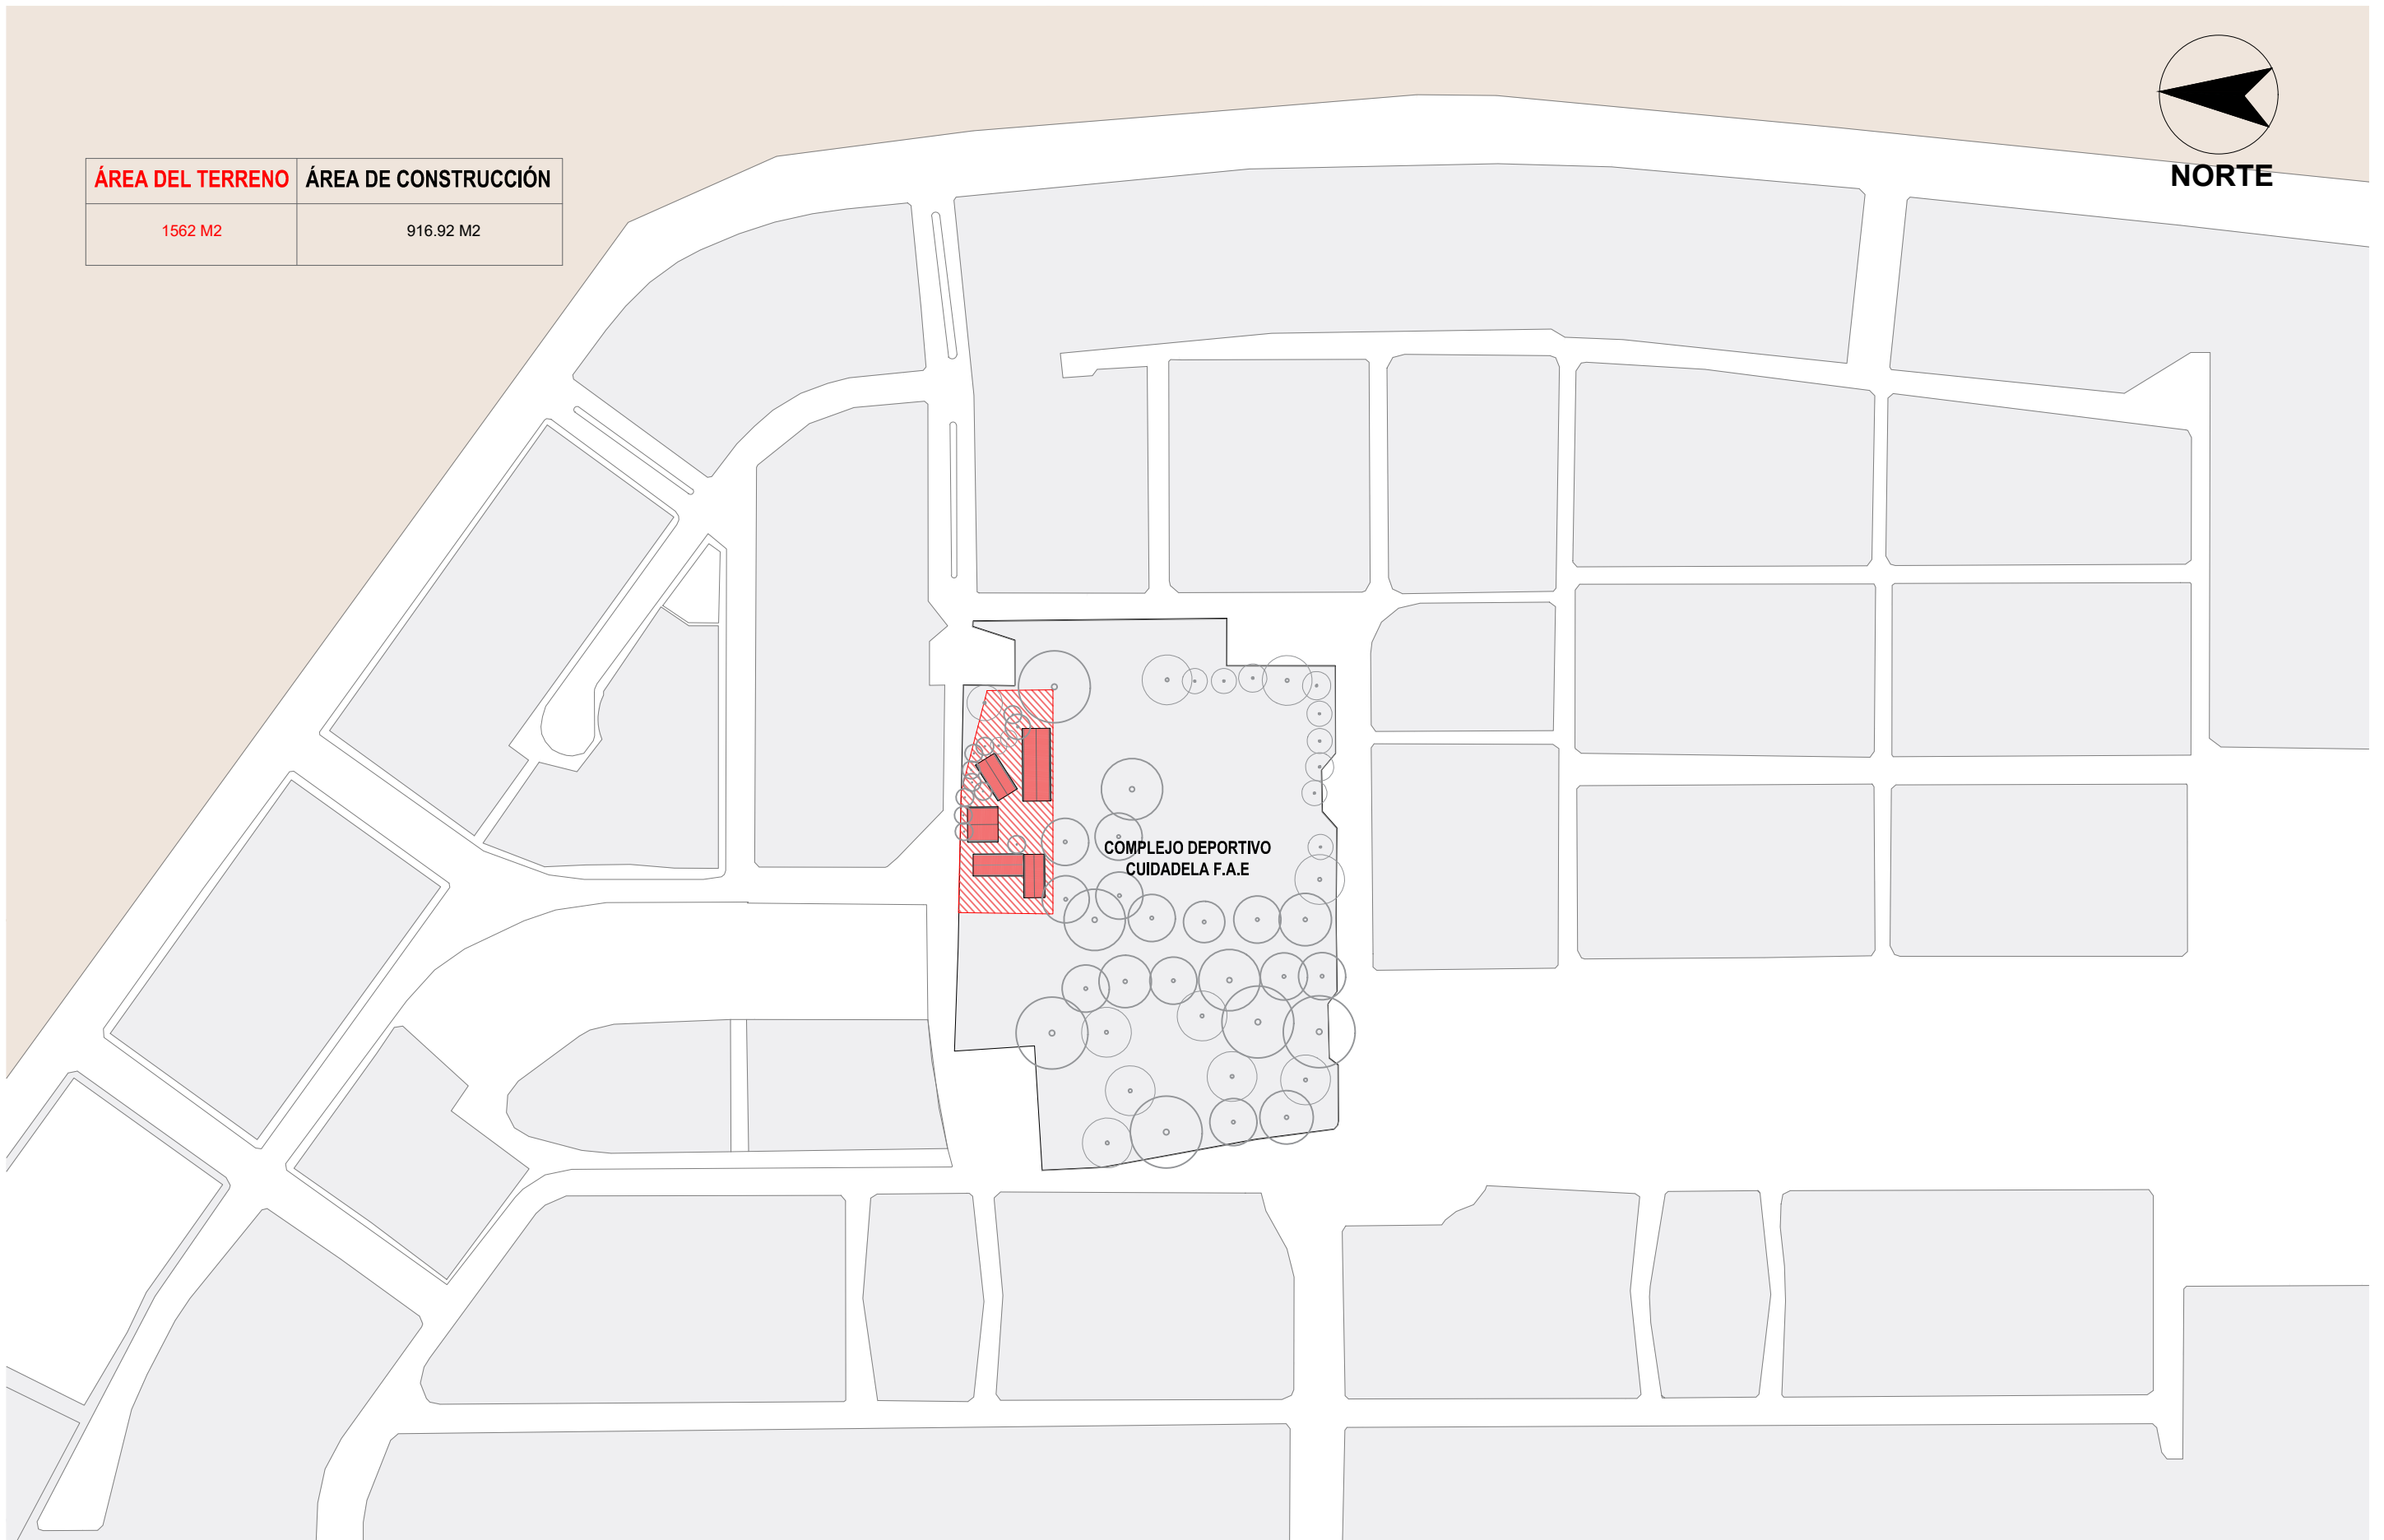 NORTE
ÁREA DEL TERRENO ÁREA DE CONSTRUCCIÓN
1562 M2 916.92 M2
COMPLEJO DEPORTIVO
CUIDADELA F.A.E